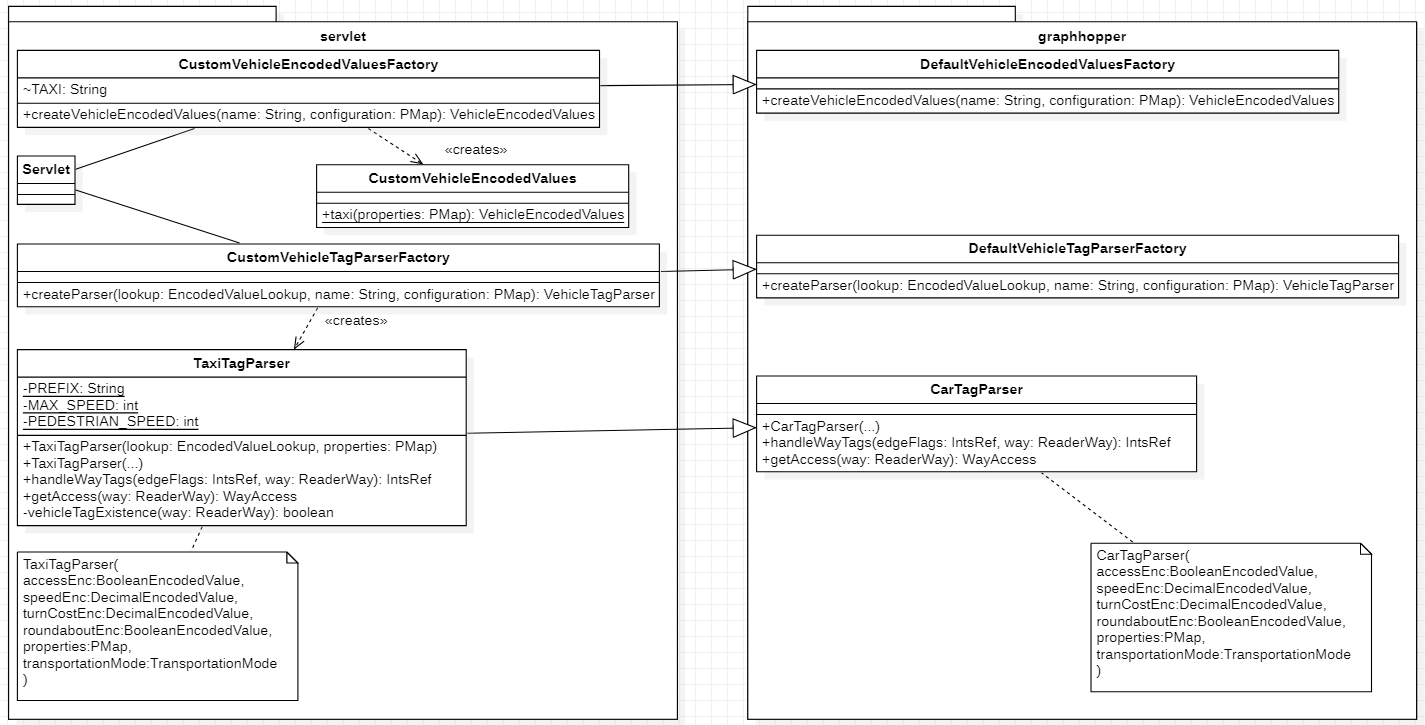 servlet
CustomVehicleEncodedValuesFactory
~TAXI: String
+createVehicleEncodedValues(name: String, configuration: PMap): VehicleEncodedValues
«creates»
Servlet
CustomVehicleEncodedValues
+taxi(properties: PMap): VehicleEncodedValues
CustomVehicleTagParserFactory
+createParser(lookup: EncodedValueLookup, name: String, configuration: PMap): VehicleTagParser
«creates»
TaxiTagParser
-PREFIX: String
-MAX_SPEED: int
-PEDESTRIAN_SPEED: int
+TaxiTagParser(lookup: EncodedValueLookup, properties: PMap)
+TaxiTagParser(...)
+handleWayTags(edgeFlags: IntsRef, way: ReaderWay): IntsRef
+getAccess(way: ReaderWay): WayAccess
-vehicleTagExistence(way: ReaderWay): boolean
TaxiTagParser(
accessEnc:BooleanEncodedValue,
speedEnc:DecimalEncodedValue,
turnCostEnc:DecimalEncodedValue,
roundaboutEnc:BooleanEncodedValue,
properties:PMap,
transportationMode:TransportationMode
)
graphhopper
DefaultVehicleEncodedValuesFactory
+createVehicleEncodedValues(name: String, configuration: PMap): VehicleEncodedValues
DefaultVehicleTagParserFactory
+createParser(lookup: EncodedValueLookup, name: String, configuration: PMap): VehicleTagParser
CarTagParser
+CarTagParser(...)
+handleWayTags(edgeFlags: IntsRef, way: ReaderWay): IntsRef
+getAccess(way: ReaderWay): WayAccess
CarTagParser(
accessEnc:BooleanEncodedValue,
speedEnc:DecimalEncodedValue,
turnCostEnc:DecimalEncodedValue,
roundaboutEnc:BooleanEncodedValue,
properties:PMap,
transportationMode:TransportationMode
)